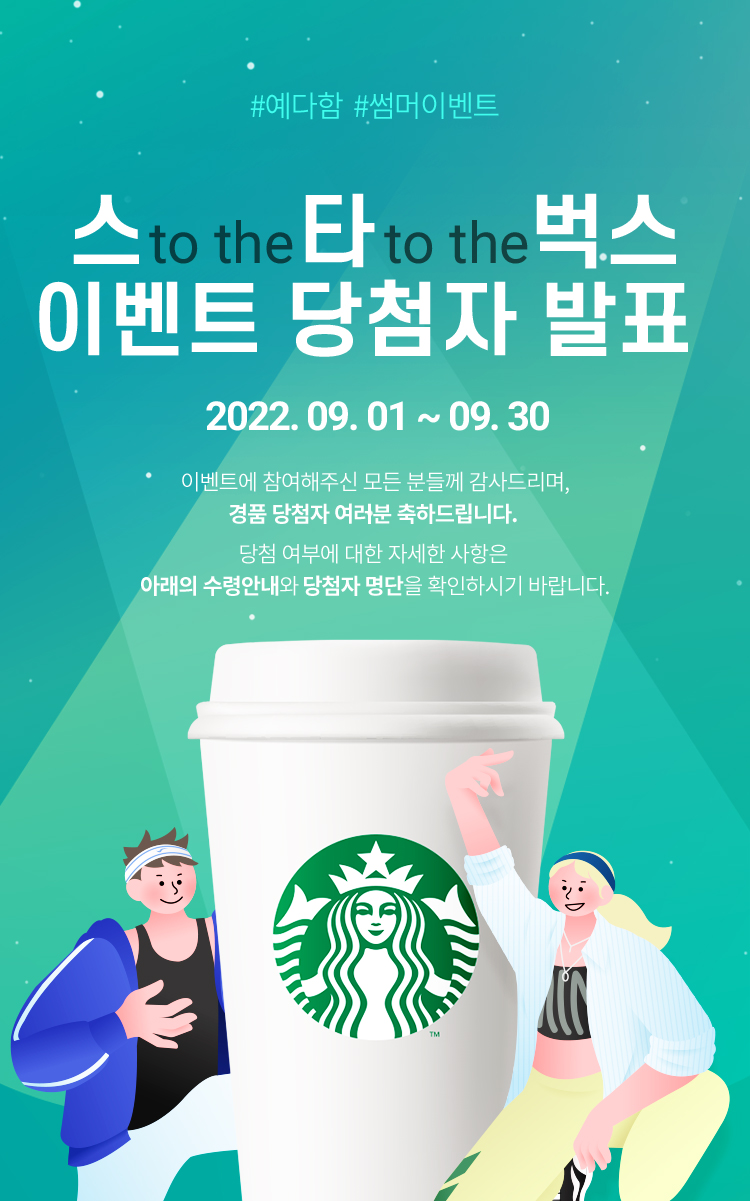 #예다함 #썸머이벤트
스 to the 타 to the 벅스
이벤트 당첨자 발표
2022. 09. 01 ~ 09. 30
이벤트에 참여해주신 모든 분들께 감사드리며,
경품 당첨자 여러분 축하드립니다.
당첨 여부에 대한 자세한 사항은
아래의 수령안내와 당첨자 명단을 확인하시기 바랍니다.
TM